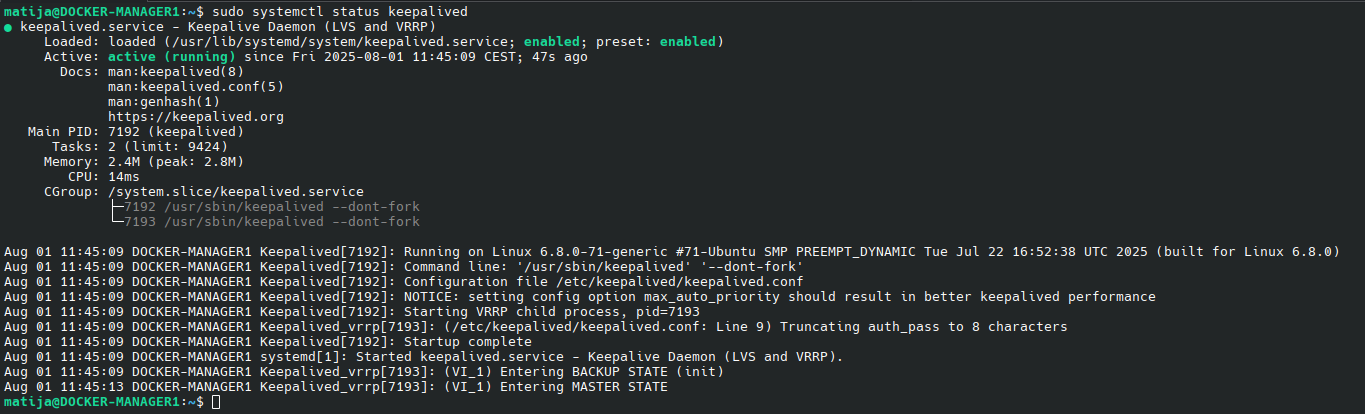 matija@DOCKER-MANAGER1:~$ sudo systemctl status keepalived
● keepalived.service - Keepalive Daemon (LVS and VRRP)
     Loaded: loaded (/usr/lib/systemd/system/keepalived.service; enabled; preset: enabled)
     Active: active (running) since Fri 2025-08-01 11:45:09 CEST; 47s ago
       Docs: man:keepalived(8)
             man:keepalived.conf(5)
             man:genhash(1)
             https://keepalived.org
   Main PID: 7192 (keepalived)
      Tasks: 2 (limit: 9424)
     Memory: 2.4M (peak: 2.8M)
        CPU: 14ms
     CGroup: /system.slice/keepalived.service
             ├─7192 /usr/sbin/keepalived --dont-fork
             └─7193 /usr/sbin/keepalived --dont-fork
Aug 01 11:45:09 DOCKER-MANAGER1 Keepalived[7192]: Running on Linux 6.8.0-71-generic #71-Ubuntu SMP PREEMPT_DYNAMIC Tue Jul 22 16:52:38 UTC 2025 (built for Linux 6.8.0)
Aug 01 11:45:09 DOCKER-MANAGER1 Keepalived[7192]: Command line: '/usr/sbin/keepalived' '--dont-fork'
Aug 01 11:45:09 DOCKER-MANAGER1 Keepalived[7192]: Configuration file /etc/keepalived/keepalived.conf
Aug 01 11:45:09 DOCKER-MANAGER1 Keepalived[7192]: NOTICE: setting config option max_auto_priority should result in better keepalived performance
Aug 01 11:45:09 DOCKER-MANAGER1 Keepalived[7192]: Starting VRRP child process, pid=7193
Aug 01 11:45:09 DOCKER-MANAGER1 Keepalived_vrrp[7193]: (/etc/keepalived/keepalived.conf: Line 9) Truncating auth_pass to 8 characters
Aug 01 11:45:09 DOCKER-MANAGER1 Keepalived[7192]: Startup complete
Aug 01 11:45:09 DOCKER-MANAGER1 systemd[1]: Started keepalived.service - Keepalive Daemon (LVS and VRRP).
Aug 01 11:45:09 DOCKER-MANAGER1 Keepalived_vrrp[7193]: (VI_1) Entering BACKUP STATE (init)
Aug 01 11:45:13 DOCKER-MANAGER1 Keepalived_vrrp[7193]: (VI_1) Entering MASTER STATE
matija@DOCKER-MANAGER1:~$